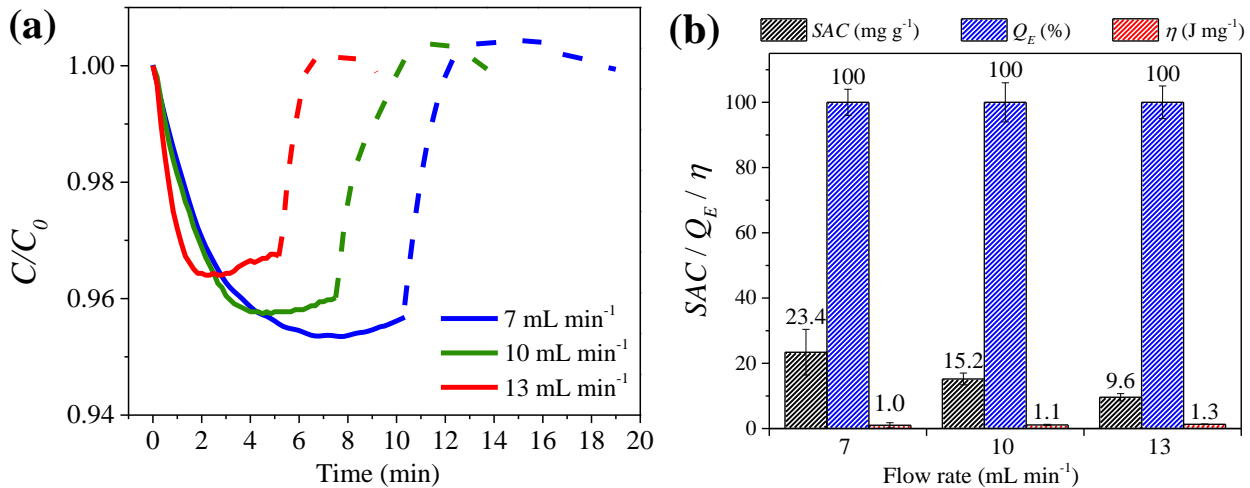 (a)
1.00
0.98
0.96
0.94
C/C₀
0 2 4 6 8 10 12 14 16 18 20
Time (min)
7 mL min⁻¹
10 mL min⁻¹
13 mL min⁻¹
(b)
SAC (mg g⁻¹) Q_E (%) η (J mg⁻¹)
100
80
60
40
20
0
SAC / Q_E / η
100 100 100
23.4 15.2 9.6
1.0 1.1 1.3
7 10 13
Flow rate (mL min⁻¹)